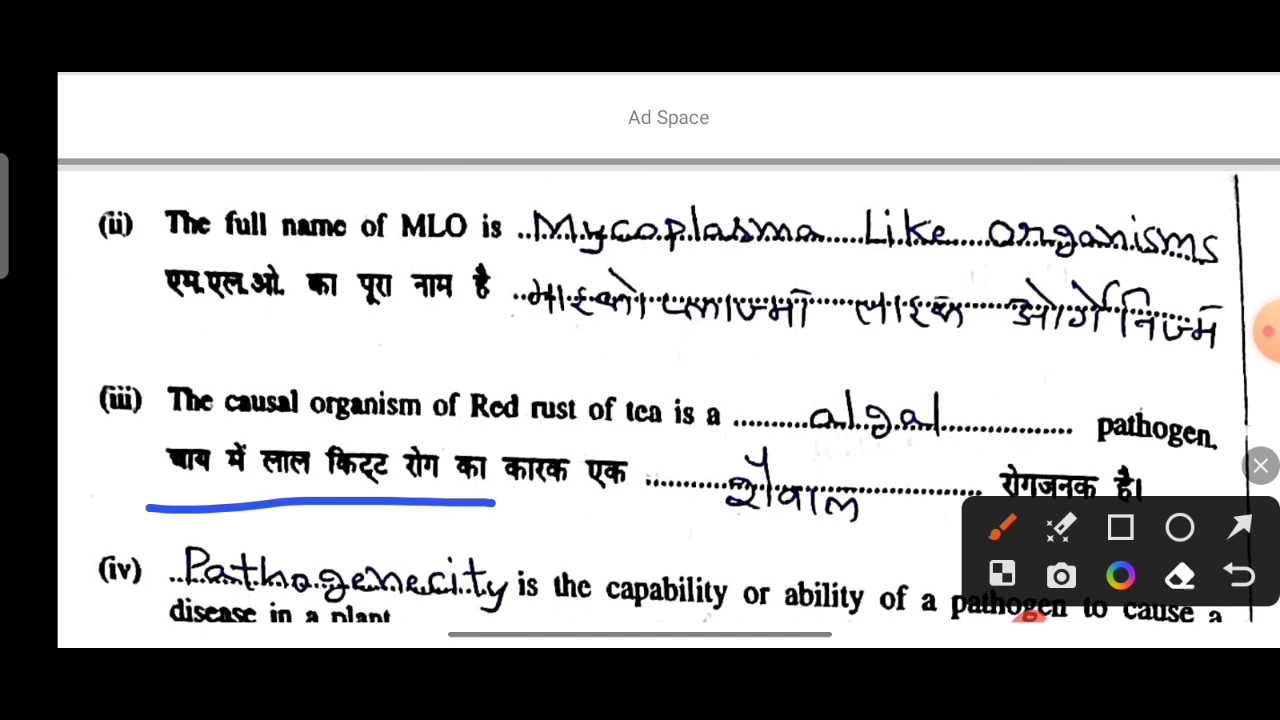 Ad Space
(ii) The full name of MLO is ..Mycoplasma Like organisms
एम.एल.ओ. का पूरा नाम है ..माइकोप्लाज्मा लाइक ओर्गेनिज्म
(iii) The causal organism of Red rust of tea is a ..........algal.................. pathogen.
चाय में लाल किट्ट रोग का कारक एक ..........शैवाल.................. रोगजनक है।
(iv) ..Pathogenecity is the capability or ability of a pathogen to cause a
disease in a plant